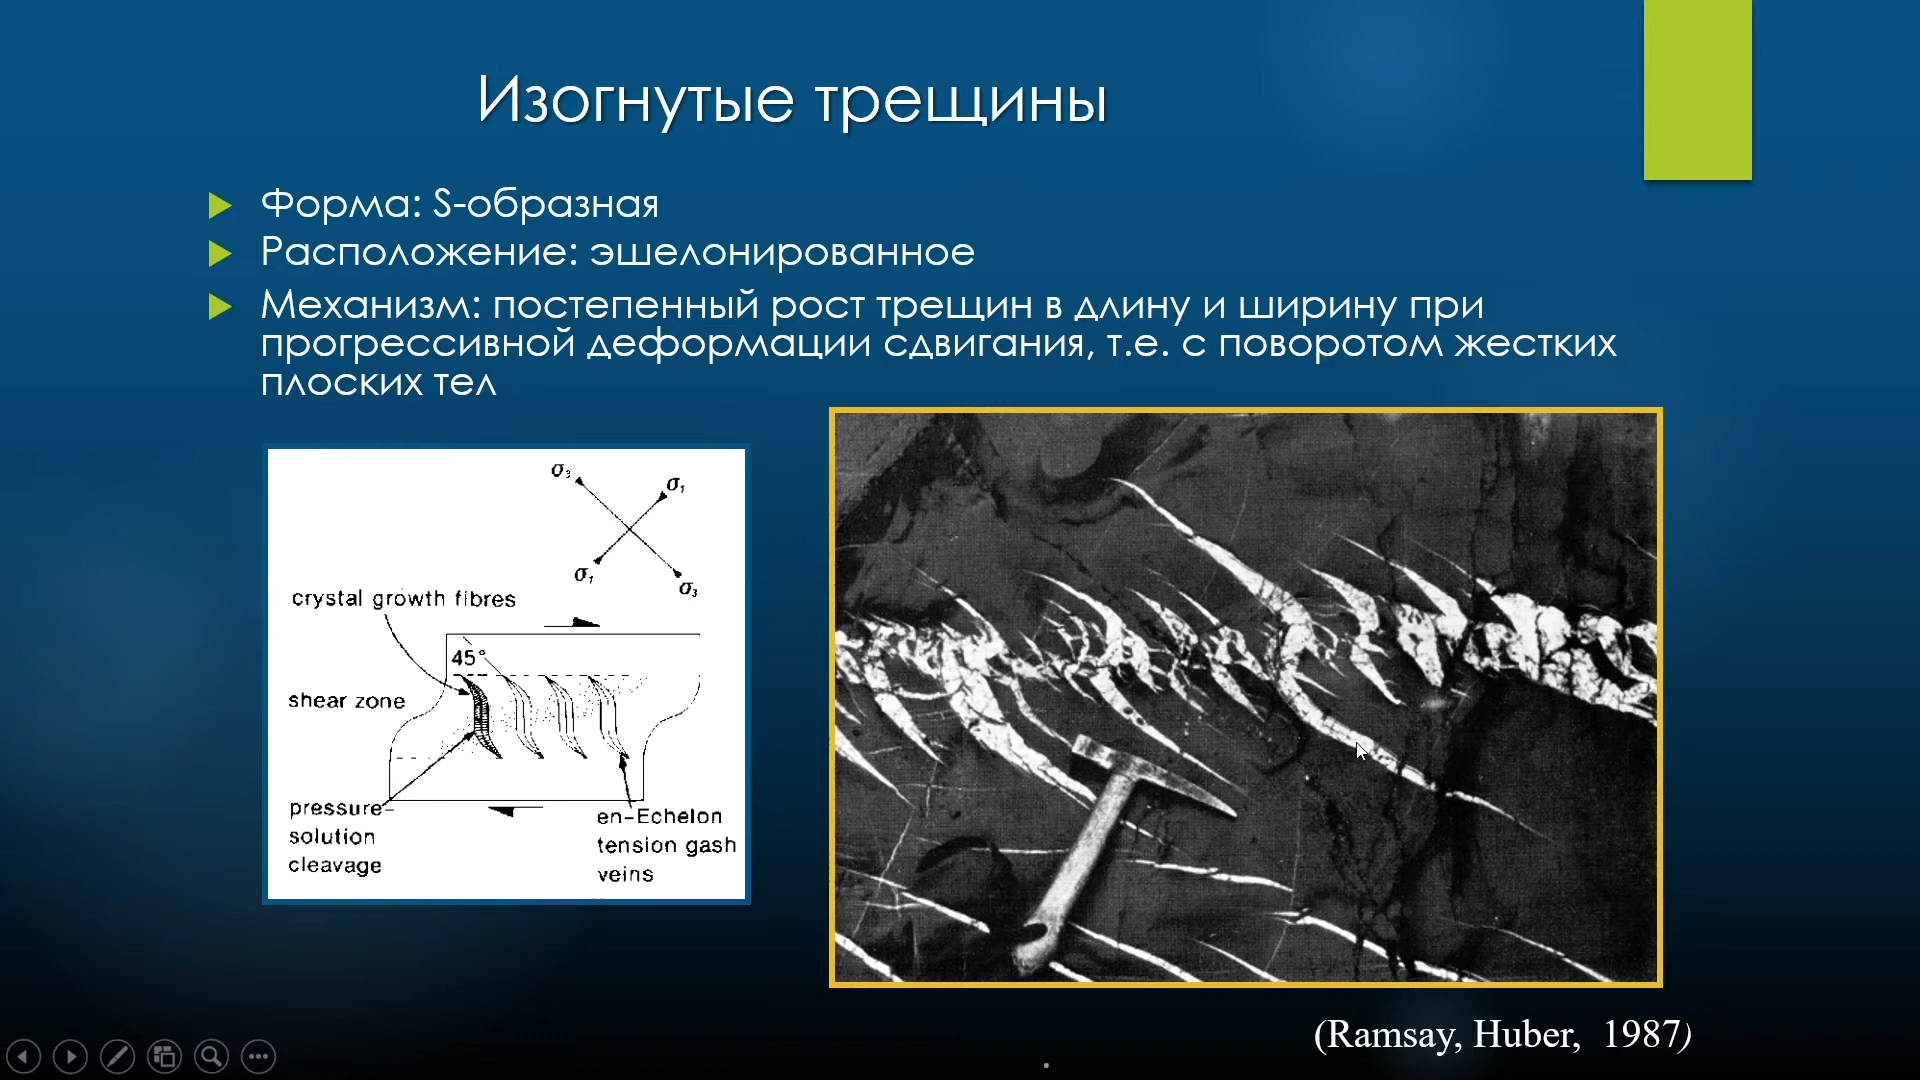 Изогнутые трещины
Форма: S-образная
Расположение: эшелонированное
Механизм: постепенный рост трещин в длину и ширину при
прогрессивной деформации сдвигания, т.е. с поворотом жестких
плоских тел
σ₃
σ₁
σ₁
σ₃
crystal growth fibres
45°
shear zone
pressure-
solution
cleavage
en-Echelon
tension gash
veins
(Ramsay, Huber, 1987)